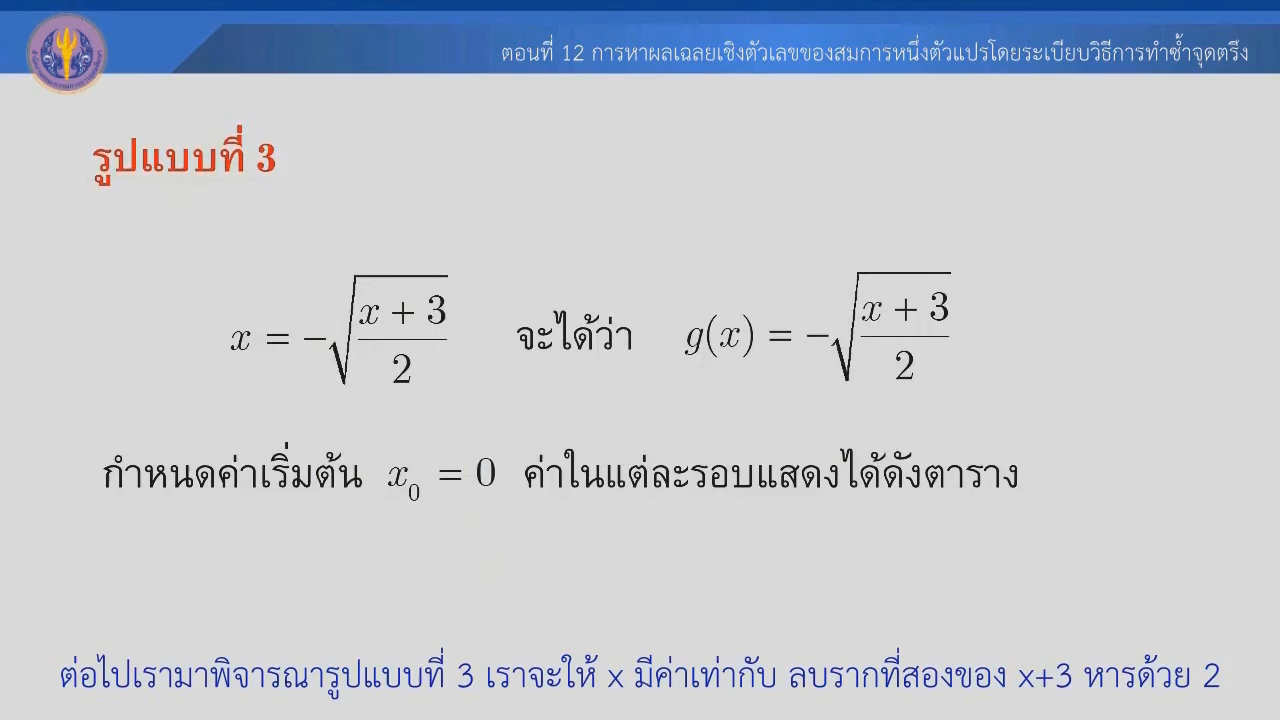 ตอนที่ 12 การหาผลเฉลยเชิงตัวเลขของสมการหนึ่งตัวแปรโดยระเบียบวิธีการทำซ้ำจุดตรึง
รูปแบบที่ 3
x = −√((x + 3)/2) จะได้ว่า g(x) = −√((x + 3)/2)
กำหนดค่าเริ่มต้น x₀ = 0 ค่าในแต่ละรอบแสดงได้ดังตาราง
ต่อไปเรามาพิจารณารูปแบบที่ 3 เราจะให้ x มีค่าเท่ากับ ลบรากที่สองของ x+3 หารด้วย 2